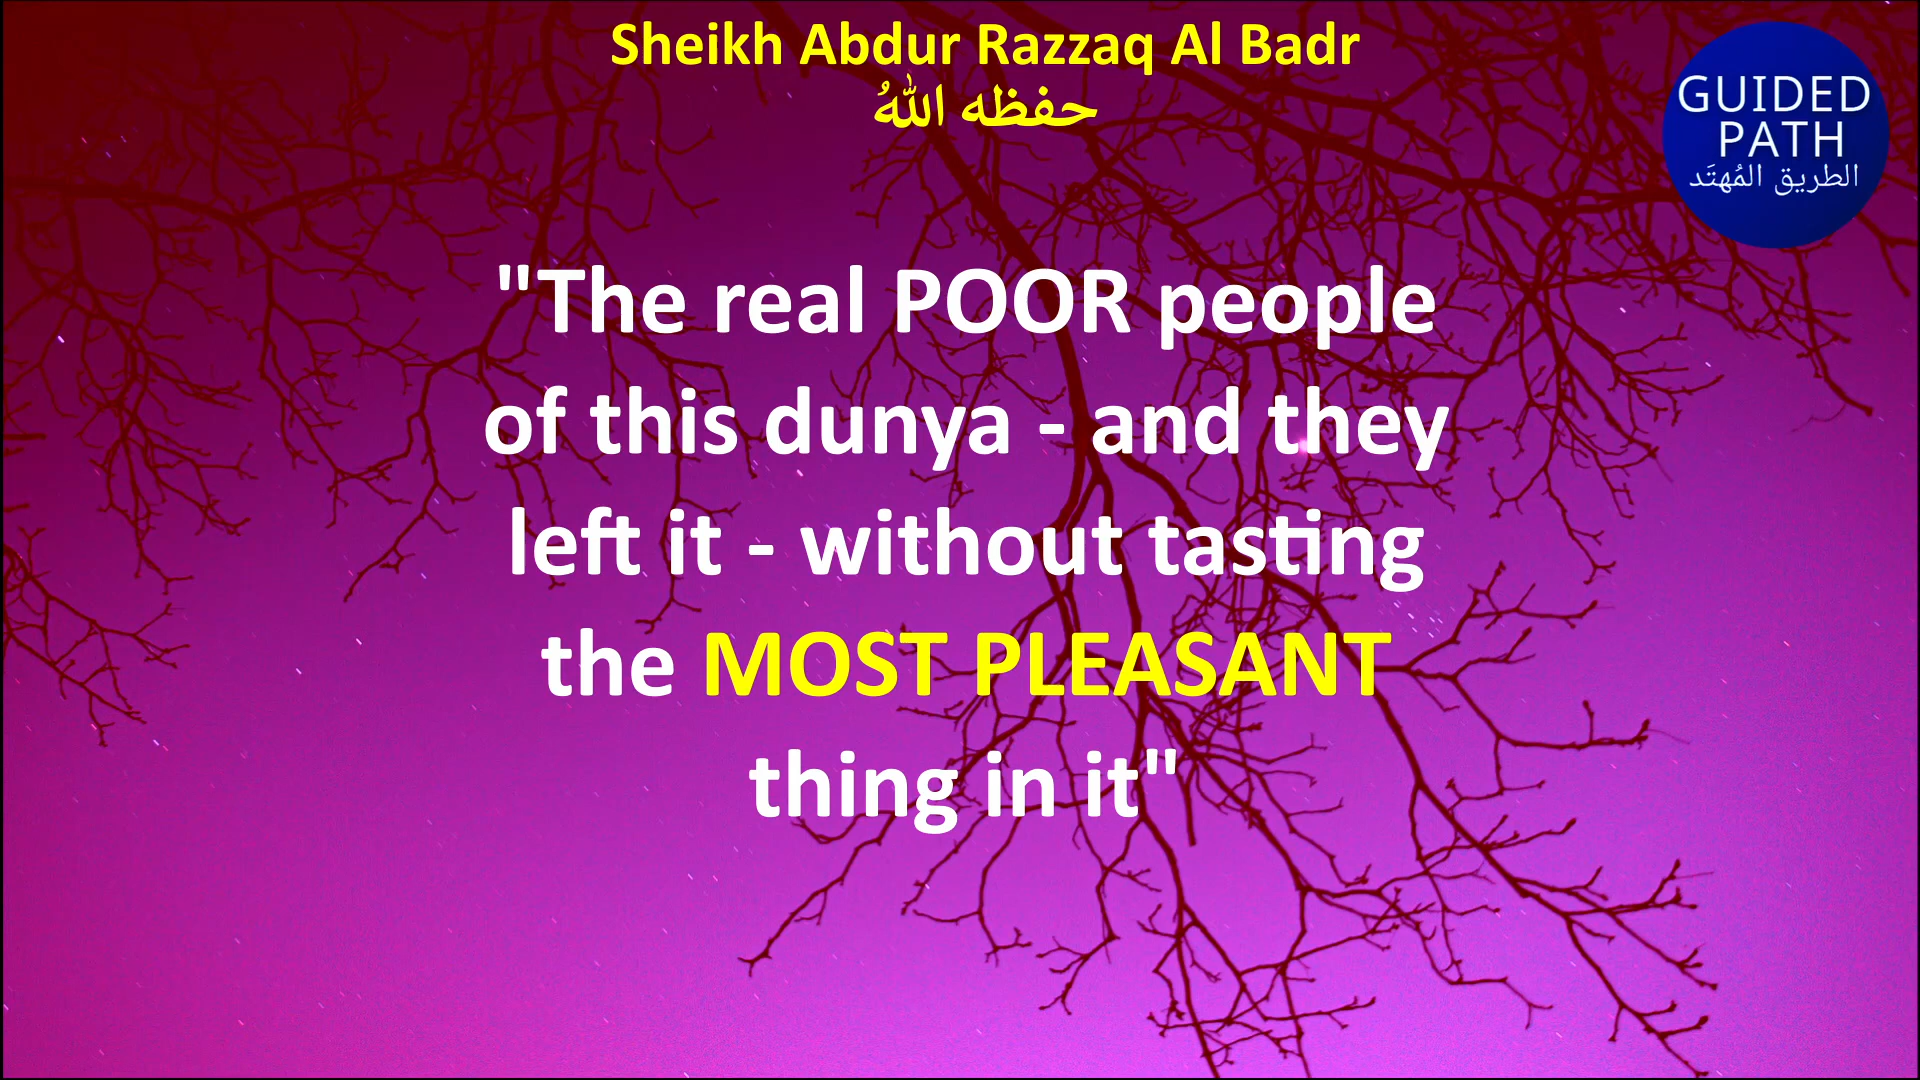 Sheikh Abdur Razzaq Al Badr
حفظه اللهُ
GUIDED
PATH
الطريق المُهتَد
"The real POOR people
of this dunya - and they
left it - without tasting
the MOST PLEASANT
thing in it"